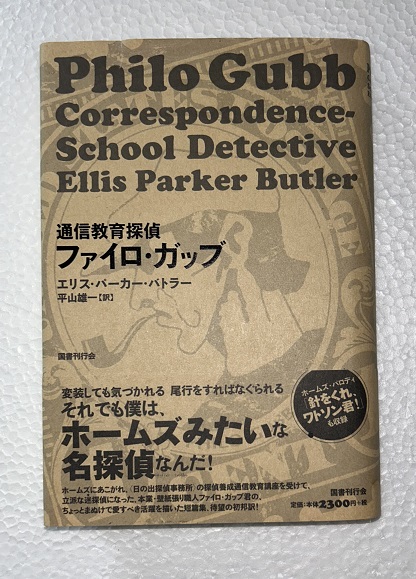 Philo Gubb
Correspondence-
School Detective
Ellis Parker Butler
通信教育探偵
ファイロ・ガッブ
エリス・パーカー・バトラー
平山雄一【訳】
国書刊行会
変装しても気づかれる 尾行をすればなぐられる
それでも僕は、
ホームズみたいな
名探偵なんだ!
ホームズ・パロディ
「針をくれ、
ワトソン君!」
も収録
ホームズにあこがれ、〈日の出探偵事務所〉の探偵養成通信教育講座を受けて、
立派な迷探偵になった、本業・壁紙張り職人ファイロ・ガッブ君の、
ちょっとまぬけで愛すべき活躍を描いた短篇集、待望の初邦訳!
国書刊行会
定価:本体2300円+税